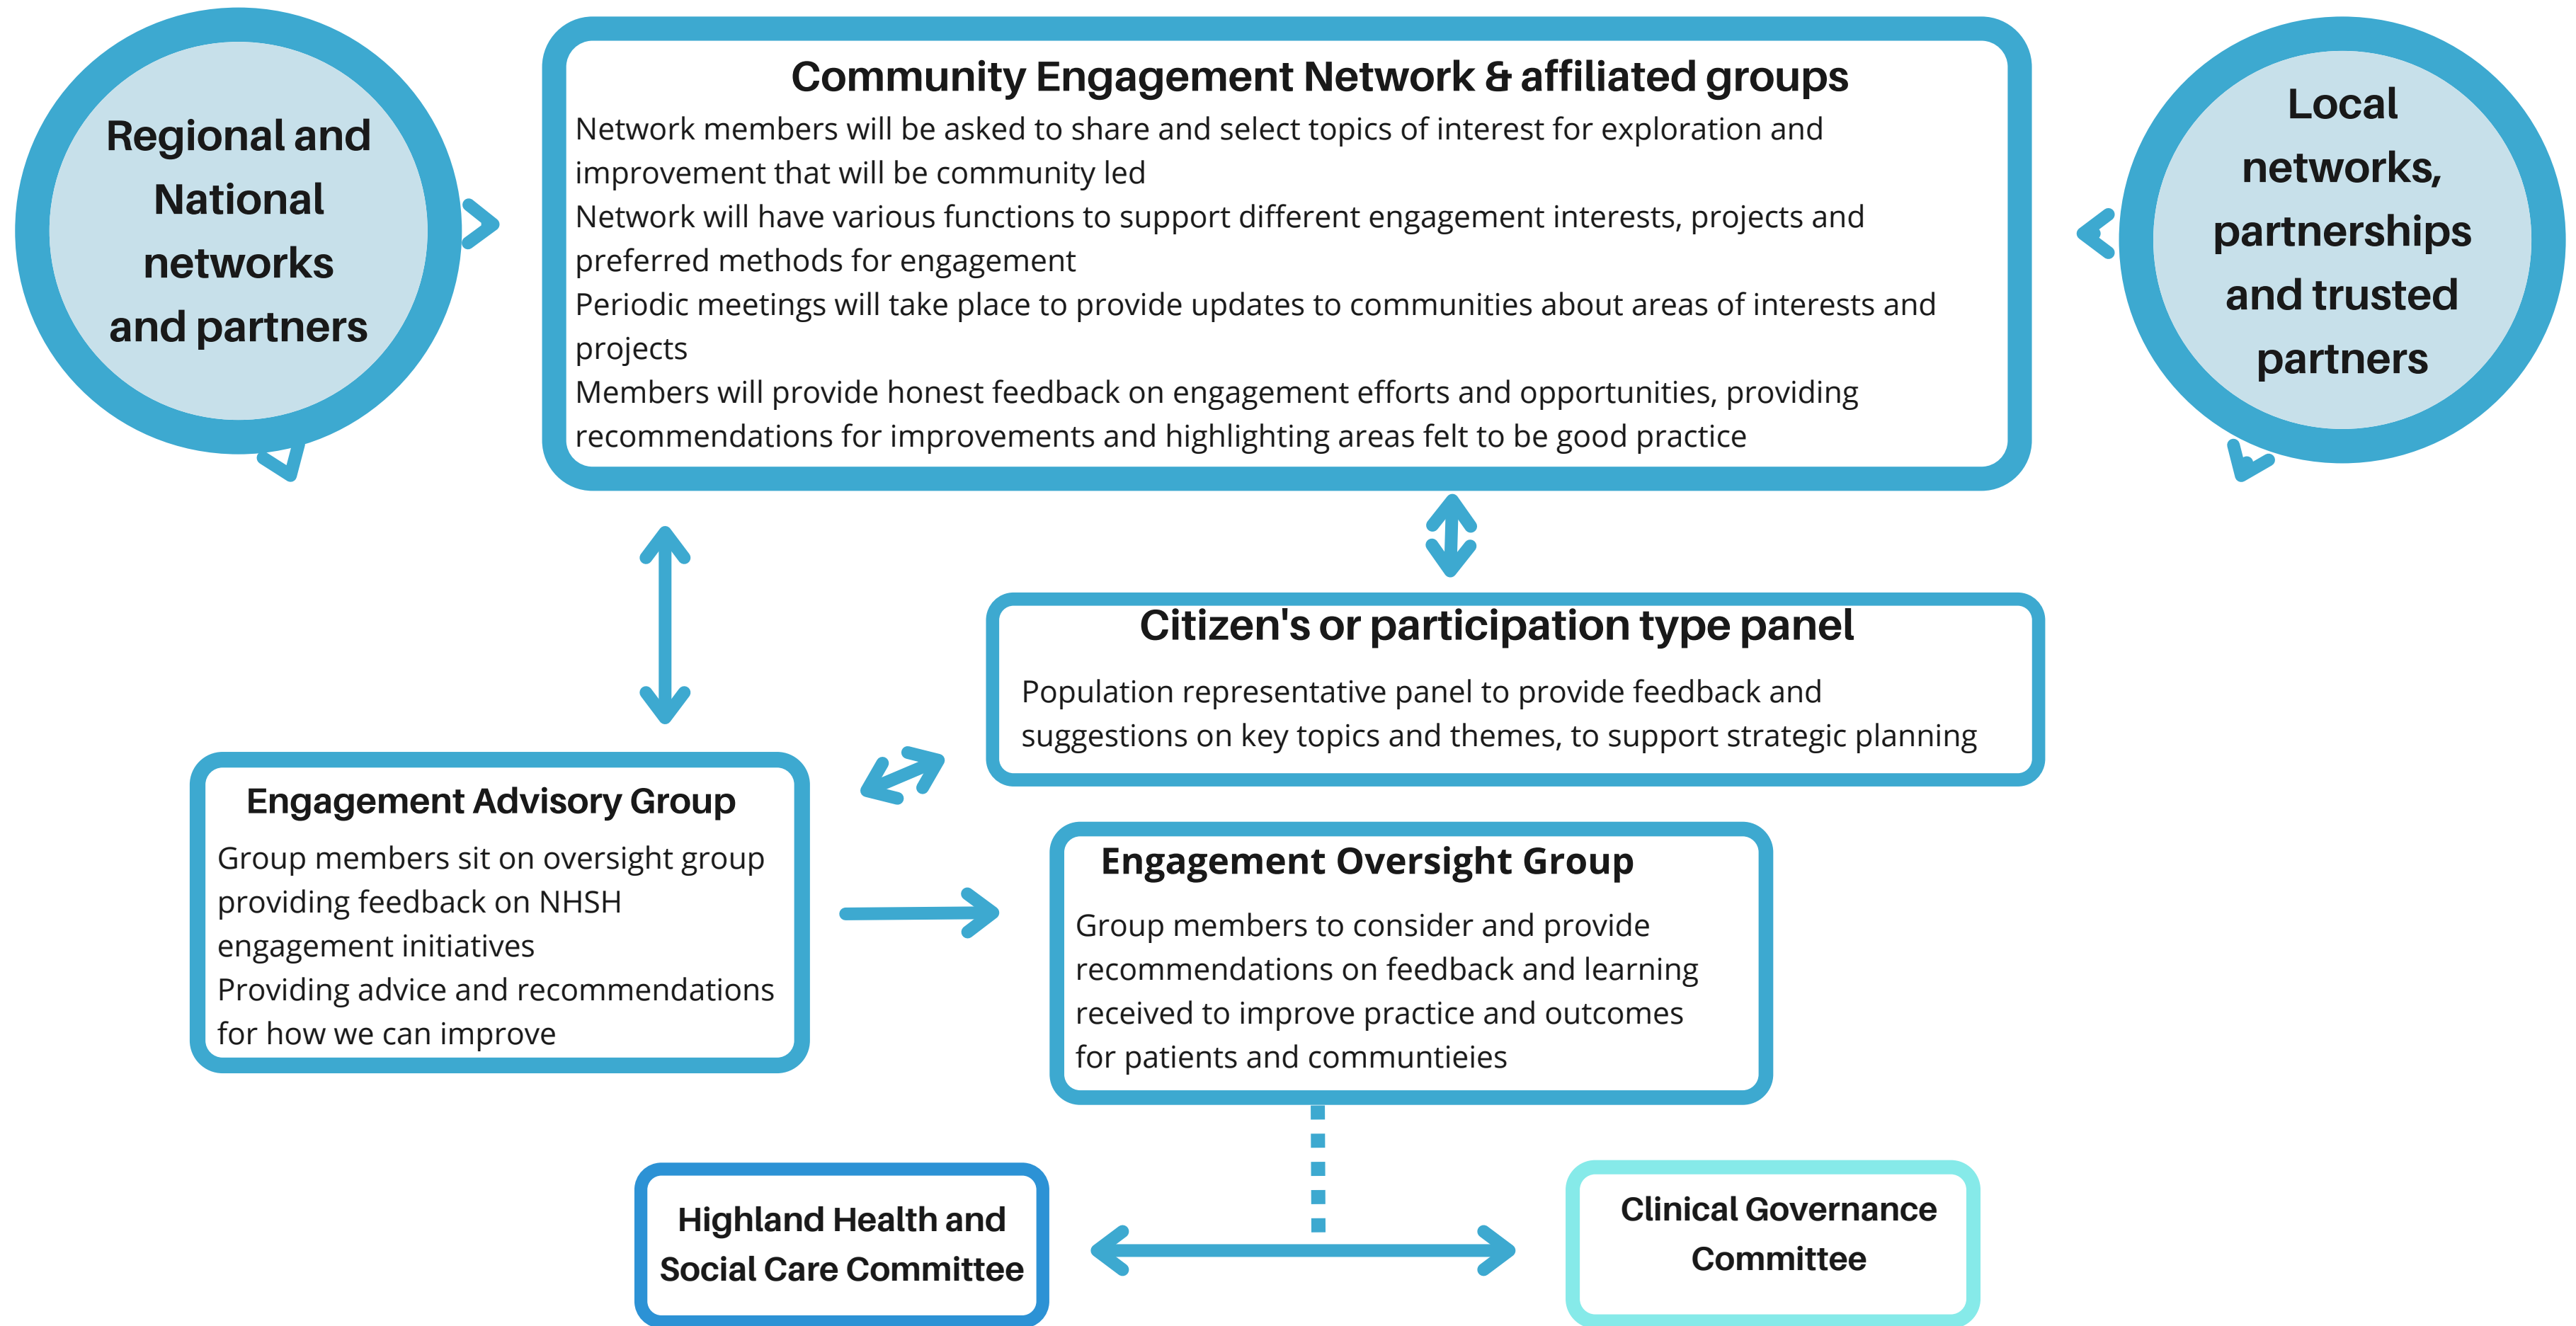 Regional and
National
networks
and partners
Community Engagement Network & affiliated groups
Network members will be asked to share and select topics of interest for exploration and
improvement that will be community led
Network will have various functions to support different engagement interests, projects and
preferred methods for engagement
Periodic meetings will take place to provide updates to communities about areas of interests and
projects
Members will provide honest feedback on engagement efforts and opportunities, providing
recommendations for improvements and highlighting areas felt to be good practice
Local
networks,
partnerships
and trusted
partners
Citizen's or participation type panel
Population representative panel to provide feedback and
suggestions on key topics and themes, to support strategic planning
Engagement Advisory Group
Group members sit on oversight group
providing feedback on NHSH
engagement initiatives
Providing advice and recommendations
for how we can improve
Engagement Oversight Group
Group members to consider and provide
recommendations on feedback and learning
received to improve practice and outcomes
for patients and communtieies
Highland Health and
Social Care Committee
Clinical Governance
Committee